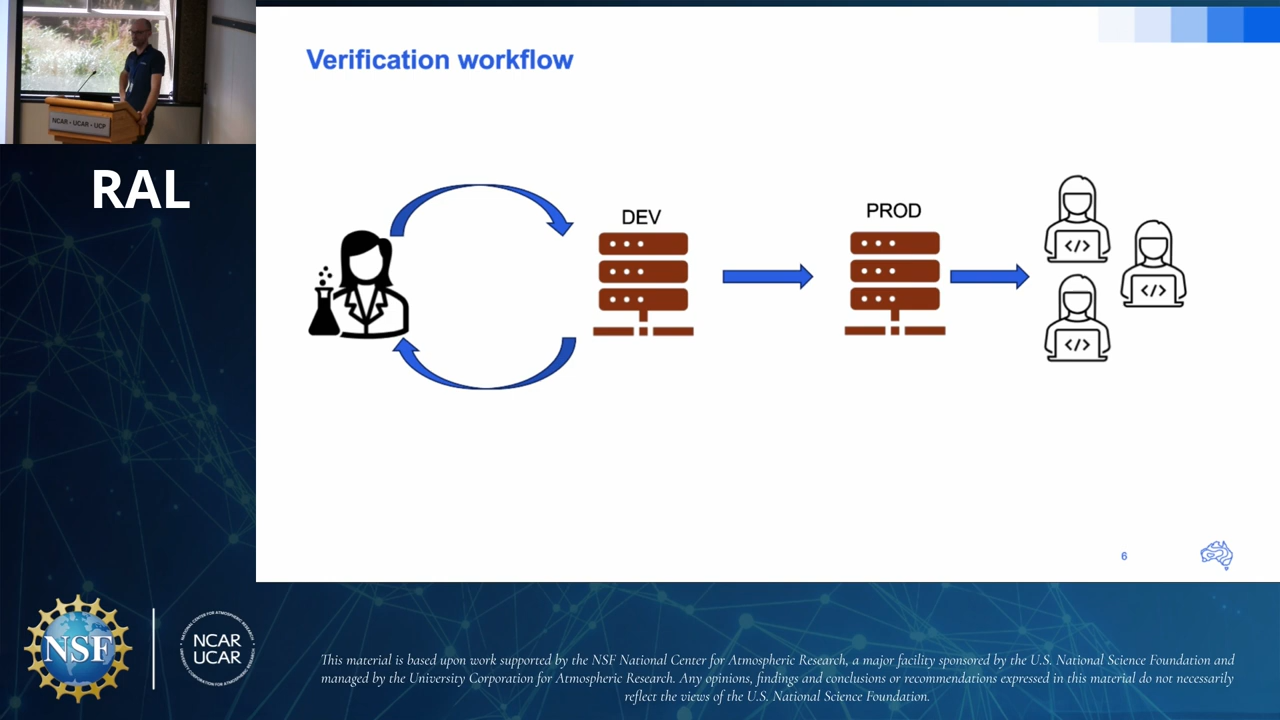 Verification workflow
NCAR • UCAR • UCP
RAL
DEV
PROD
</>
</>
</>
6
NSF
NCAR
UCAR
This material is based upon work supported by the NSF National Center for Atmospheric Research, a major facility sponsored by the U.S. National Science Foundation and
managed by the University Corporation for Atmospheric Research. Any opinions, findings and conclusions or recommendations expressed in this material do not necessarily
reflect the views of the U.S. National Science Foundation.